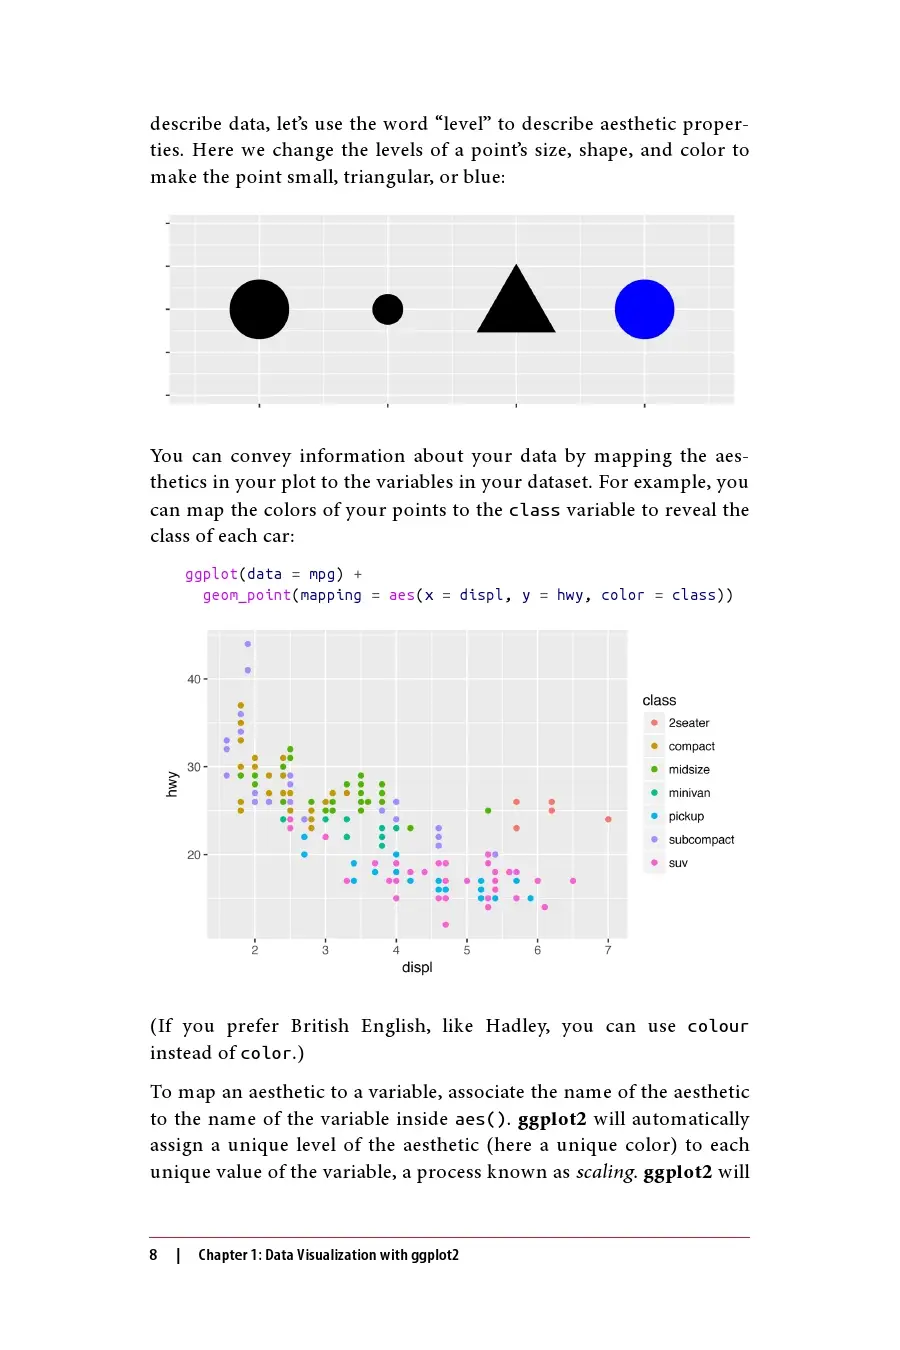 describe data, let’s use the word “level” to describe aesthetic proper-
ties. Here we change the levels of a point’s size, shape, and color to
make the point small, triangular, or blue:
You can convey information about your data by mapping the aes-
thetics in your plot to the variables in your dataset. For example, you
can map the colors of your points to the class variable to reveal the
class of each car:
ggplot(data = mpg) +
geom_point(mapping = aes(x = displ, y = hwy, color = class))
40
30
20
hwy
2 3 4 5 6 7
displ
class
2seater
compact
midsize
minivan
pickup
subcompact
suv
(If you prefer British English, like Hadley, you can use colour
instead of color.)
To map an aesthetic to a variable, associate the name of the aesthetic
to the name of the variable inside aes(). ggplot2 will automatically
assign a unique level of the aesthetic (here a unique color) to each
unique value of the variable, a process known as scaling. ggplot2 will
8 | Chapter 1: Data Visualization with ggplot2